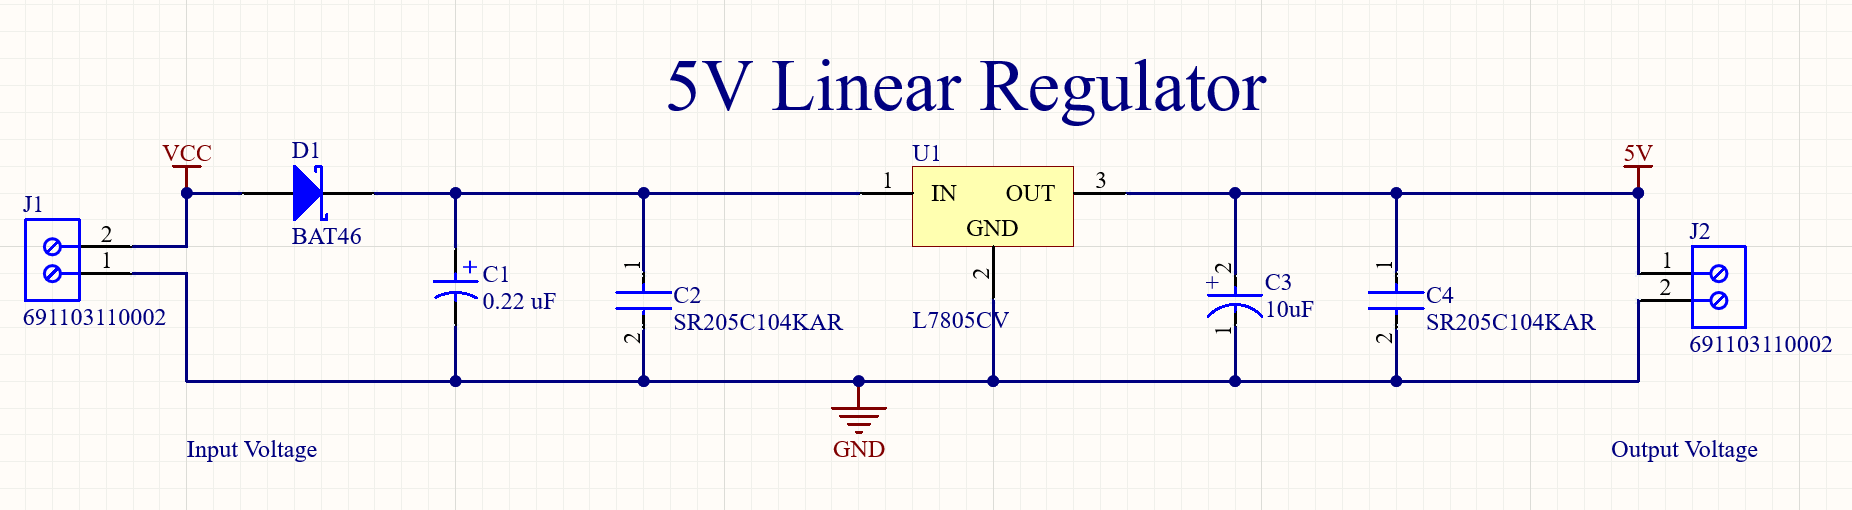 5V Linear Regulator
VCC
D1
BAT46
J1
2
1
691103110002
+
C1
0.22 uF
1
C2
SR205C104KAR
2
U1
1
IN
OUT
3
GND
2
L7805CV
+
2
C3
10uF
1
1
C4
SR205C104KAR
2
5V
J2
1
2
691103110002
Input Voltage
GND
Output Voltage